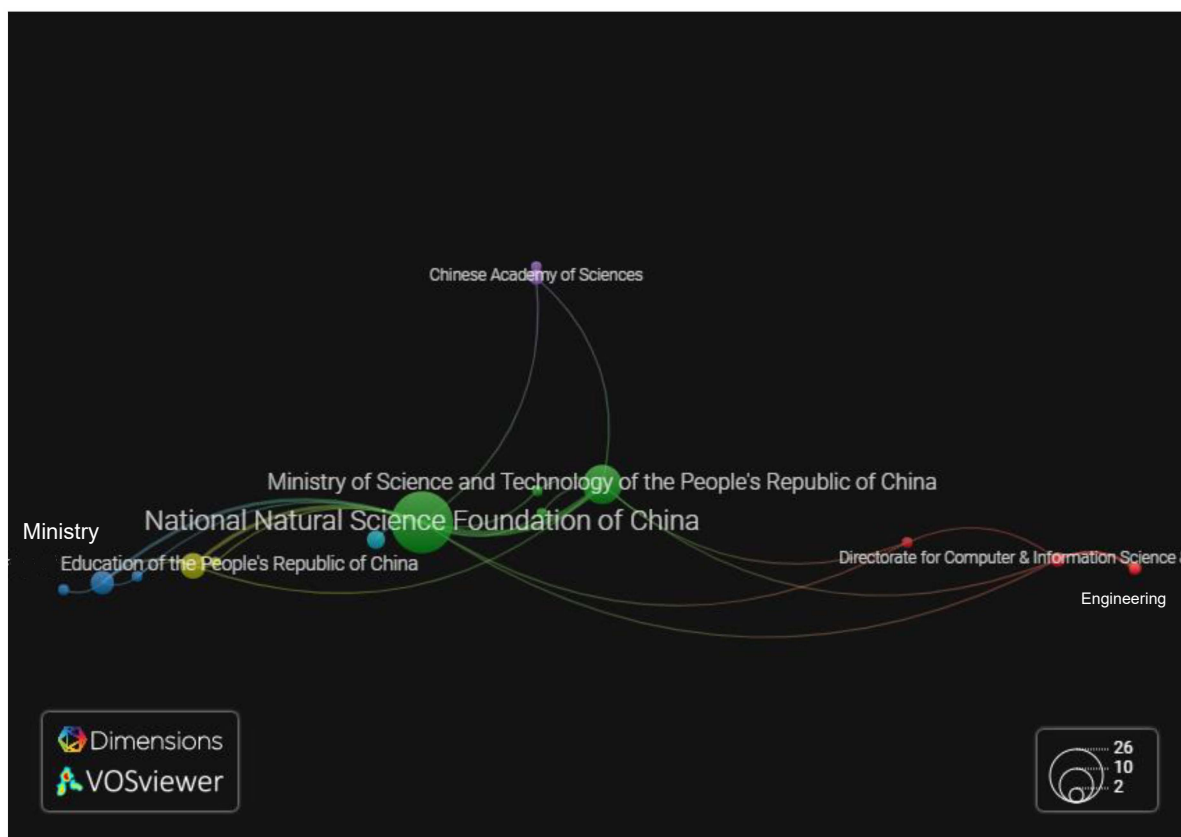 Chinese Academy of Sciences
Ministry of Science and Technology of the People's Republic of China
National Natural Science Foundation of China
Ministry
Education of the People's Republic of China
Directorate for Computer & Information Science &
Engineering
Dimensions
VOSviewer
26
10
2